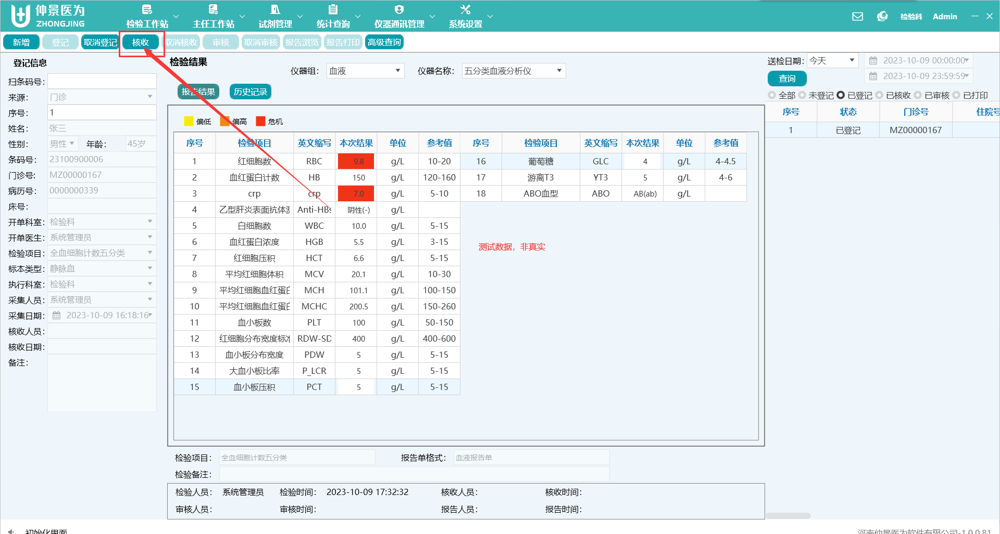 仲景医为
ZHONGJING
检验工作站 主任工作站 试剂管理 统计查询 仪器通讯管理 系统设置
检验科 Admin
新增 登记 取消登记 核收 取消核收 审核 取消审核 报告浏览 报告打印 高级查询
登记信息
扫条码号:
来源: 门诊
序号: 1
姓名: 张三
性别: 男性 年龄: 45岁
条码号: 23100900006
门诊号: MZ00000167
病历号: 0000000339
床号:
开单科室: 检验科
开单医生: 系统管理员
检验项目: 全血细胞计数五分类
标本类型: 静脉血
执行科室: 检验科
采集人员: 系统管理员
采集日期: 2023-10-09 16:18:16
核收人员:
核收日期:
备注:
检验结果
仪器组: 血液 仪器名称: 五分类血液分析仪
报告结果 历史记录
偏低 偏高 危机
序号 检验项目 英文缩写 本次结果 单位 参考值 序号 检验项目 英文缩写 本次结果 单位 参考值
1 红细胞数 RBC 9.8 g/L 10-20 16 葡萄糖 GLC 4 g/L 4-4.5
2 血红蛋白计数 HB 150 g/L 120-160 17 游离T3 YT3 5 g/L 4-6
3 crp crp 7.0 g/L 5-10 18 ABO血型 ABO AB(ab) g/L
4 乙型肝炎表面抗体 Anti-HBs 阴性(-) g/L
5 白细胞数 WBC 10.0 g/L 5-15
6 血红蛋白浓度 HGB 5.5 g/L 3-15
7 红细胞压积 HCT 6.6 g/L 5-15
8 平均红细胞体积 MCV 20.1 g/L 10-30
9 平均红细胞血红蛋白 MCH 101.1 g/L 100-150
10 平均红细胞血红蛋白 MCHC 200.5 g/L 150-260
11 血小板数 PLT 100 g/L 50-150
12 红细胞分布宽度标准 RDW-SD 400 g/L 400-600
13 血小板分布宽度 PDW 5 g/L 5-15
14 大血小板比率 P_LCR 5 g/L 5-15
15 血小板压积 PCT 5 g/L 5-15
测试数据，非真实
检验项目: 全血细胞计数五分类 报告单格式: 血液报告单
检验备注:
检验人员: 系统管理员 检验时间: 2023-10-09 17:32:32 核收人员: 核收时间:
审核人员: 审核时间: 报告人员: 报告时间:
送检日期: 今天 2023-10-09 00:00:00
查询 2023-10-09 23:59:59
全部 未登记 已登记 已核收 已审核 已打印
序号 状态 门诊号 住院号
1 已登记 MZ00000167
初始化界面
河南仲景医为软件有限公司-1.0.0.81